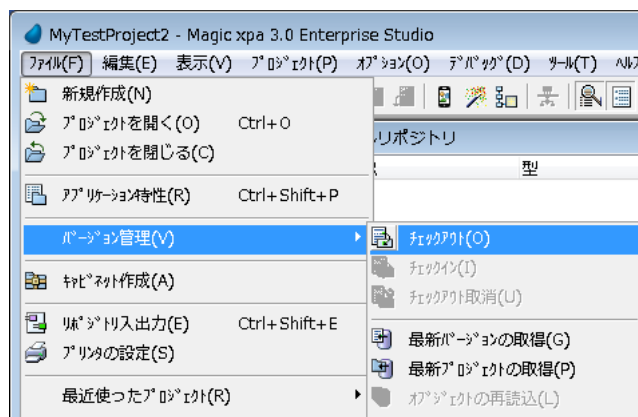 MyTestProject2 - Magic xpa 3.0 Enterprise Studio
ﾌｧｲﾙ(F) 編集(E) 表示(V) ﾌﾟﾛｼﾞｪｸﾄ(P) ｵﾌﾟｼｮﾝ(O) ﾃﾞﾊﾞｯｸﾞ(D) ﾂｰﾙ(T)
新規作成(N)
ﾌﾟﾛｼﾞｪｸﾄを開く(O) Ctrl+O
ﾌﾟﾛｼﾞｪｸﾄを閉じる(C)
ﾘポジトリ
型
ｱﾌﾟﾘｹｰｼｮﾝ特性(R) Ctrl+Shift+P
ﾊﾞｰｼﾞｮﾝ管理(V)
ｷｬﾋﾞﾈｯﾄ作成(A)
ﾘﾎﾟｼﾞﾄﾘ入出力(E) Ctrl+Shift+E
ﾌﾟﾘﾝﾀの設定(S)
最近使ったﾌﾟﾛｼﾞｪｸﾄ(R)
ﾁｪｯｸｱｳﾄ(O)
ﾁｪｯｸｲﾝ(I)
ﾁｪｯｸｱｳﾄ取消(U)
最新ﾊﾞｰｼﾞｮﾝの取得(G)
最新ﾌﾟﾛｼﾞｪｸﾄの取得(P)
ｵﾌﾞｼﾞｪｸﾄの再読込(L)